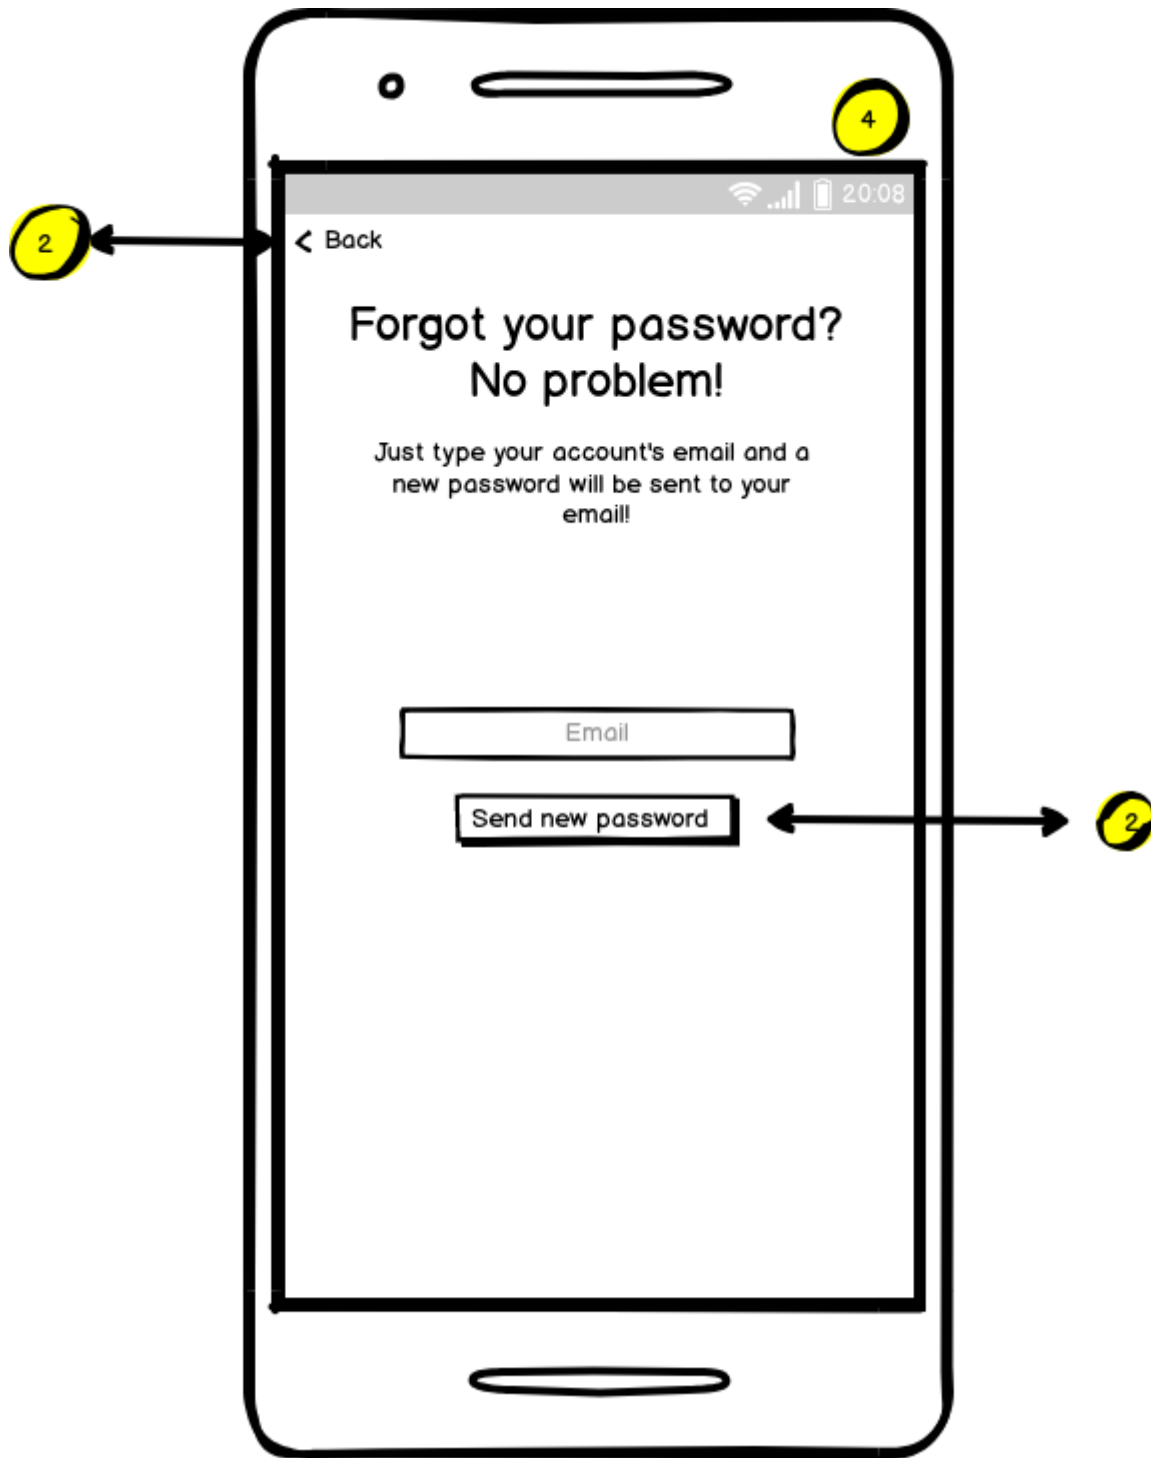 4
20:08
2
< Back
Forgot your password?
No problem!
Just type your account's email and a
new password will be sent to your
email!
Email
Send new password
2